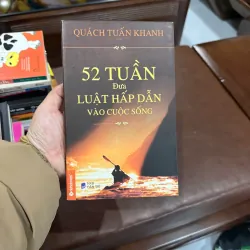 QUÁCH TUẤN KHANH
52 TUẦN
Đưa
LUẬT HẤP DẪN
VÀO CUỘC SỐNG